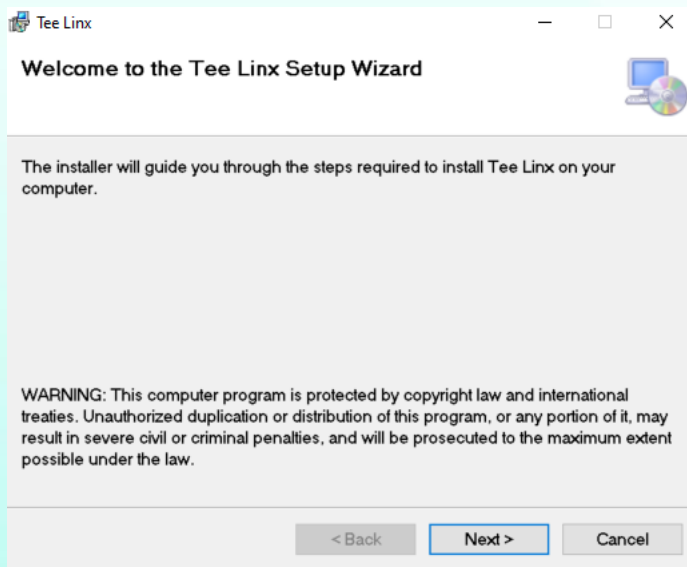 Tee Linx
Welcome to the Tee Linx Setup Wizard
The installer will guide you through the steps required to install Tee Linx on your
computer.
WARNING: This computer program is protected by copyright law and international
treaties. Unauthorized duplication or distribution of this program, or any portion of it, may
result in severe civil or criminal penalties, and will be prosecuted to the maximum extent
possible under the law.
< Back Next > Cancel